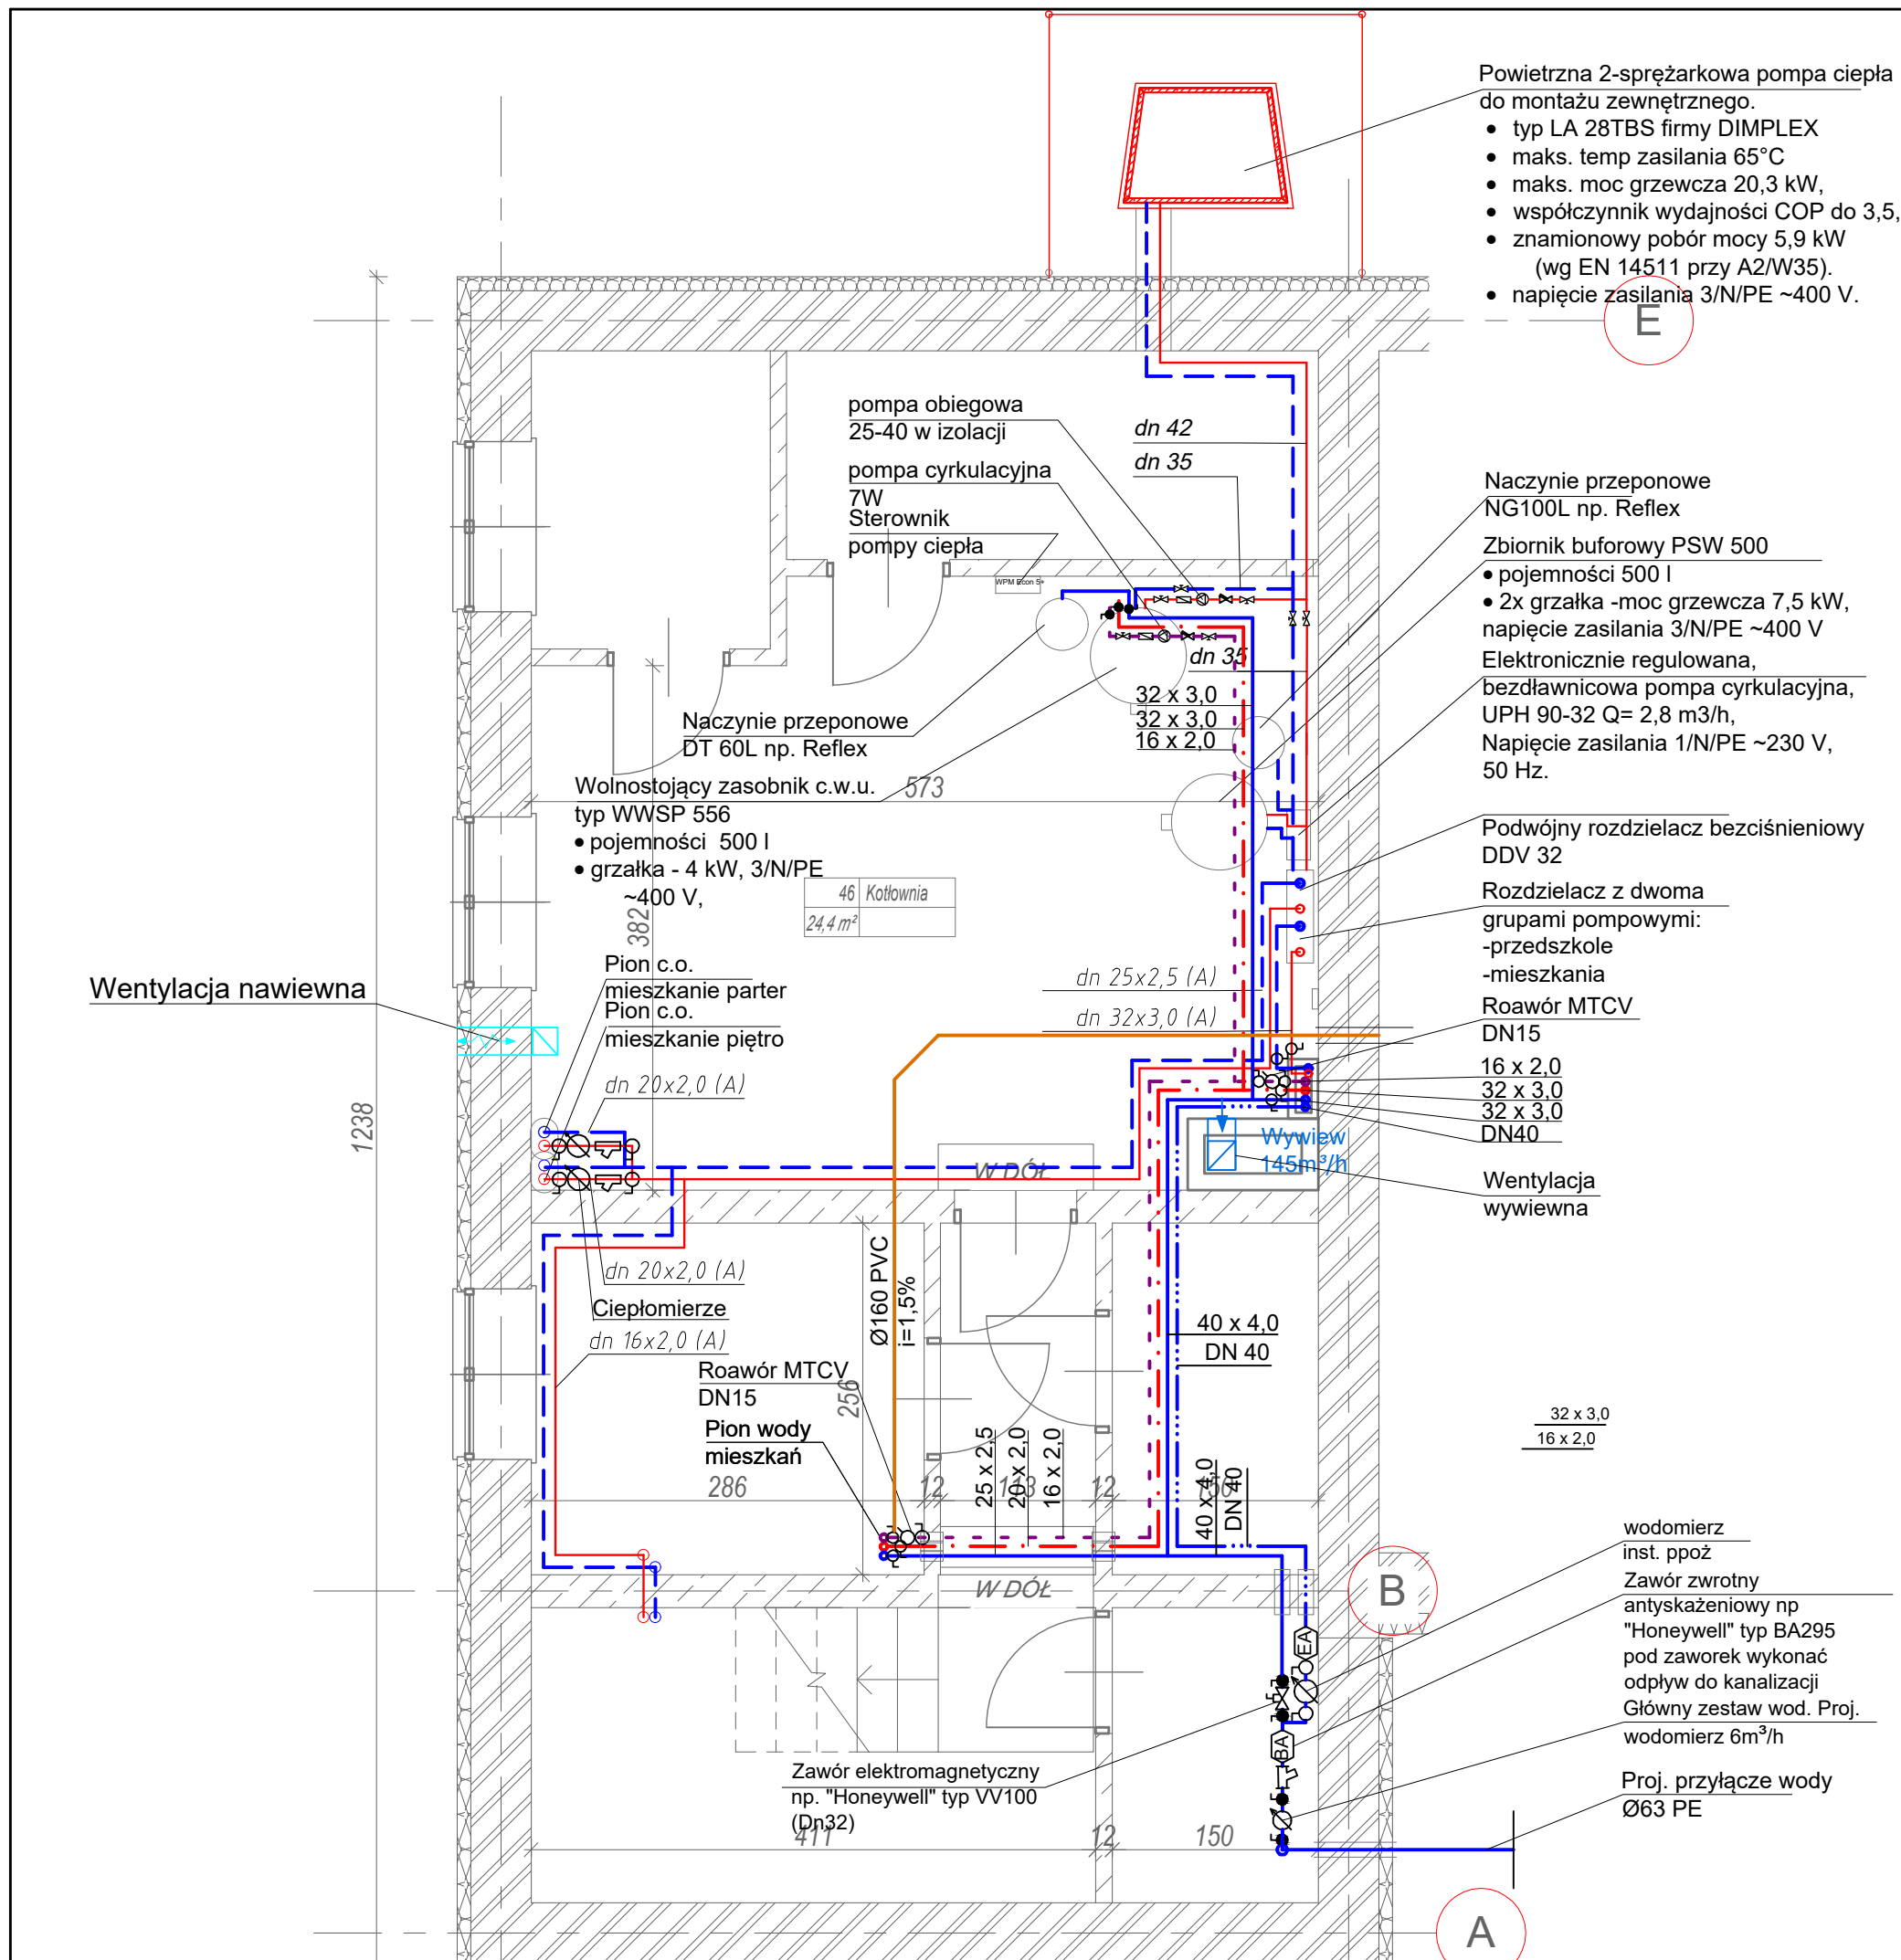 Powietrzna 2-sprężarkowa pompa ciepła
do montażu zewnętrznego.
• typ LA 28TBS firmy DIMPLEX
• maks. temp zasilania 65°C
• maks. moc grzewcza 20,3 kW,
• współczynnik wydajności COP do 3,5,
• znamionowy pobór mocy 5,9 kW
(wg EN 14511 przy A2/W35).
• napięcie zasilania 3/N/PE ~400 V.
E
pompa obiegowa
25-40 w izolacji
pompa cyrkulacyjna
7W
Sterownik
pompy ciepła
dn 42
dn 35
WPM Econ 5+
Naczynie przeponowe
NG100L np. Reflex
Zbiornik buforowy PSW 500
• pojemności 500 l
• 2x grzałka -moc grzewcza 7,5 kW,
napięcie zasilania 3/N/PE ~400 V
Elektronicznie regulowana,
bezdławnicowa pompa cyrkulacyjna,
UPH 90-32 Q= 2,8 m3/h,
Napięcie zasilania 1/N/PE ~230 V,
50 Hz.
dn 35
32 x 3,0
32 x 3,0
16 x 2,0
Naczynie przeponowe
DT 60L np. Reflex
Wolnostojący zasobnik c.w.u.
typ WWSP 556
• pojemności 500 l
• grzałka - 4 kW, 3/N/PE
~400 V,
573
382
46 Kotłownia
24,4 m²
Podwójny rozdzielacz bezciśnieniowy
DDV 32
Rozdzielacz z dwoma
grupami pompowymi:
-przedszkole
-mieszkania
Roawór MTCV
DN15
16 x 2,0
32 x 3,0
32 x 3,0
DN40
Wentylacja
wywiewna
Wentylacja nawiewna
Pion c.o.
mieszkanie parter
Pion c.o.
mieszkanie piętro
dn 20x2,0 (A)
dn 25x2,5 (A)
dn 32x3,0 (A)
1238
Wywiew
145m³/h
W DÓŁ
dn 20x2,0 (A)
Ciepłomierze
dn 16x2,0 (A)
Ø160 PVC
i=1,5%
256
Roawór MTCV
DN15
Pion wody
mieszkań
40 x 4,0
DN 40
286
12
113
12
150
25 x 2,5
20 x 2,0
16 x 2,0
40 x 4,0
DN 40
32 x 3,0
16 x 2,0
W DÓŁ
B
EA
BA
wodomierz
inst. ppoż
Zawór zwrotny
antyskażeniowy np
"Honeywell" typ BA295
pod zaworek wykonać
odpływ do kanalizacji
Główny zestaw wod. Proj.
wodomierz 6m³/h
Proj. przyłącze wody
Ø63 PE
Zawór elektromagnetyczny
np. "Honeywell" typ VV100
(Dn32)
411
12
150
A